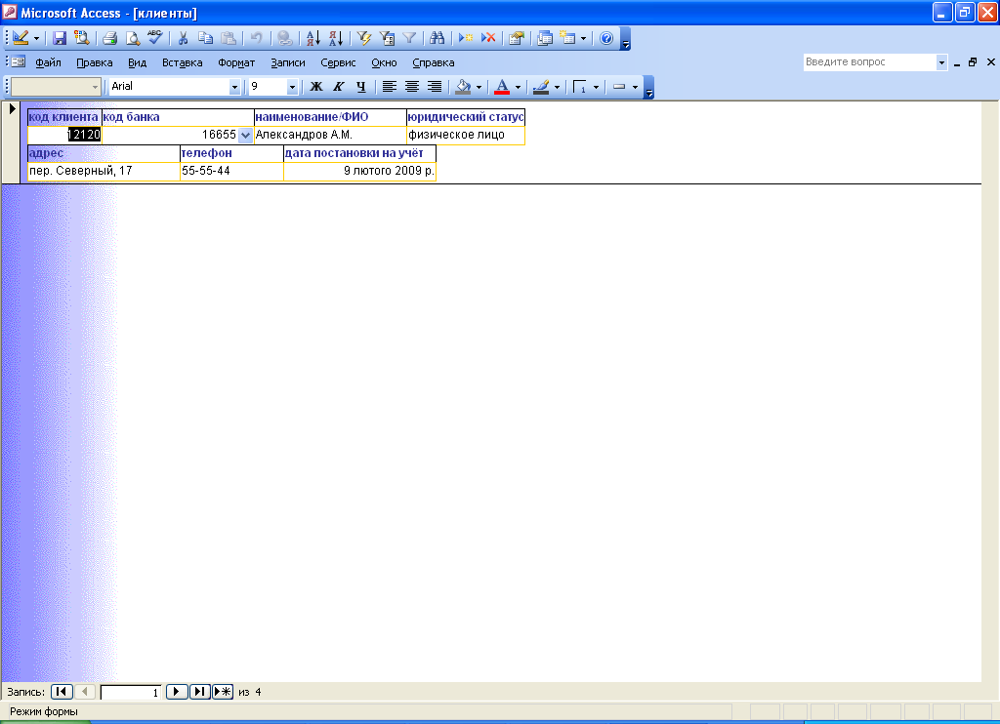 Microsoft Access - [клиенты]
Файл Правка Вид Вставка Формат Записи Сервис Окно Справка Введите вопрос
Arial 9 Ж К Ч
код клиента код банка наименование/ФИО юридический статус
12120 16655 Александров А.М. физическое лицо
адрес телефон дата постановки на учёт
пер. Северный, 17 55-55-44 9 лютого 2009 р.
Запись: 1 из 4
Режим формы